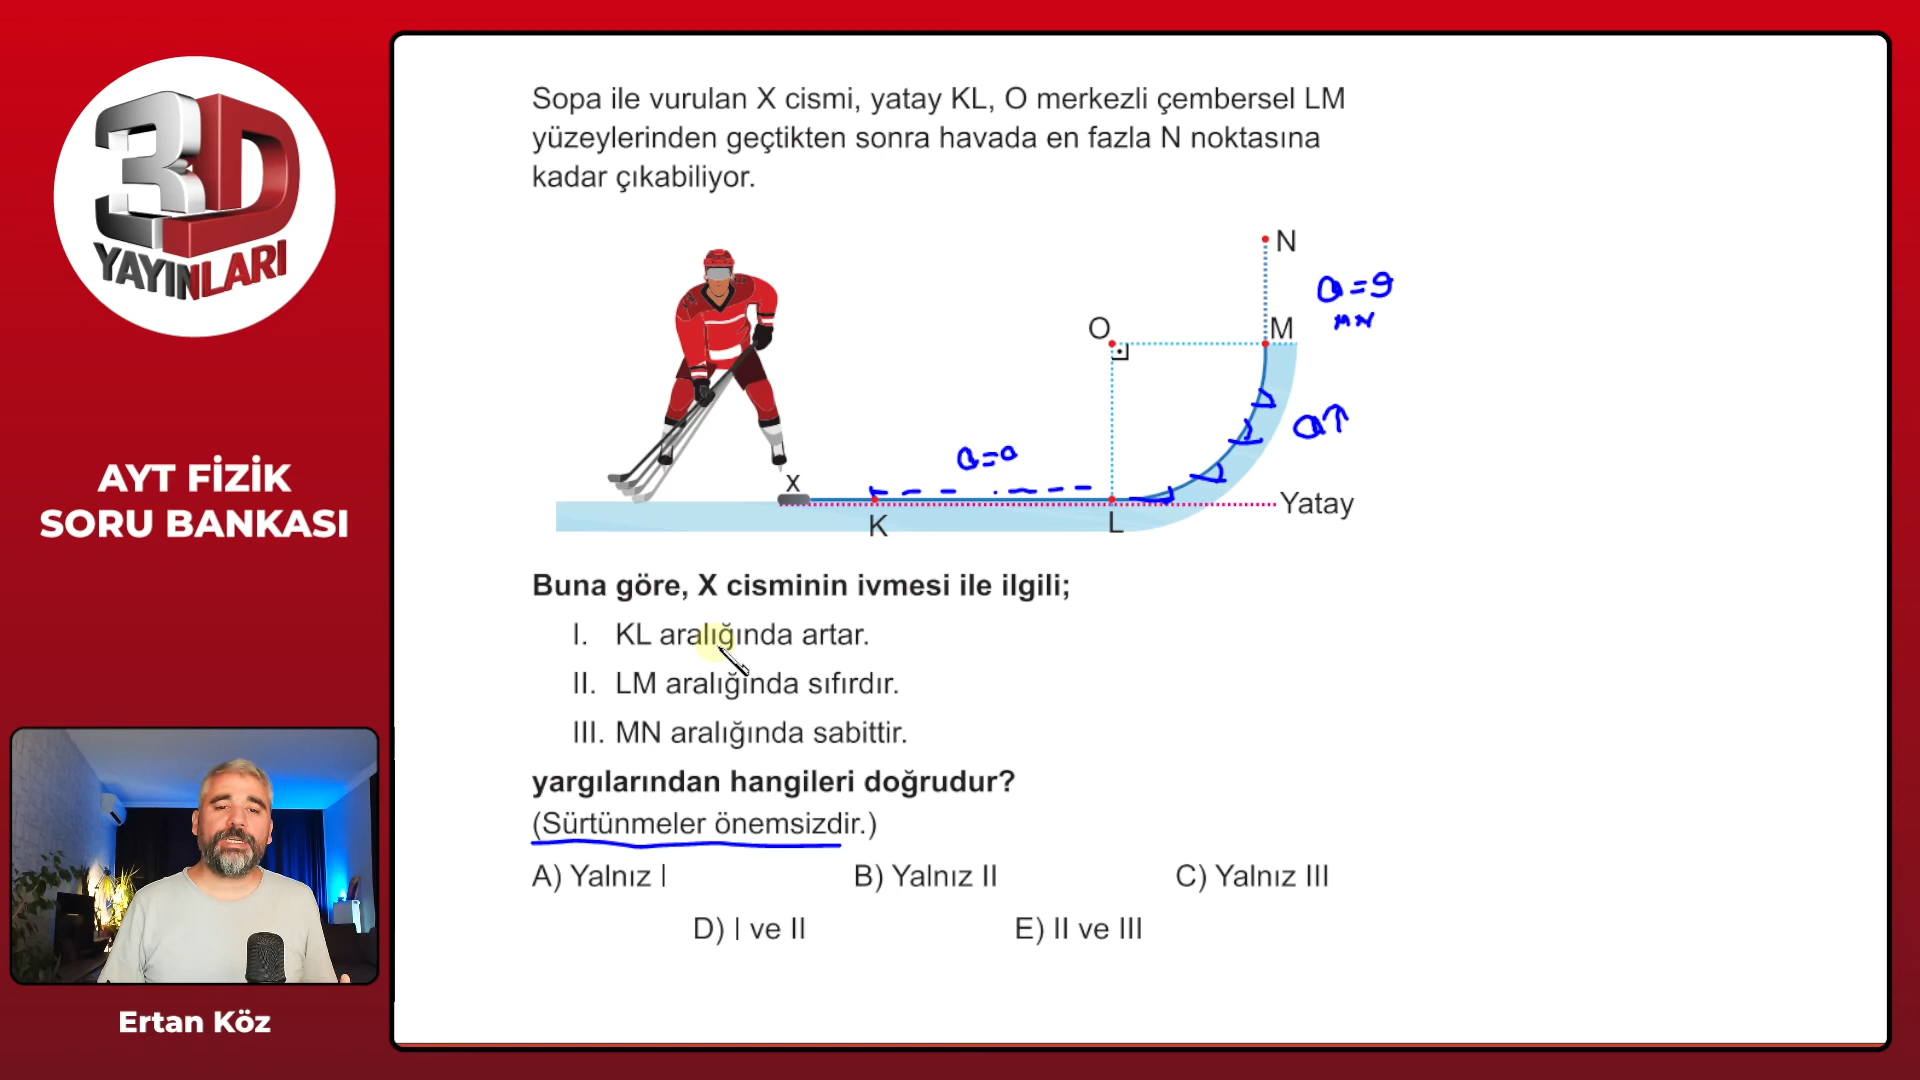 3D
YAYINLARI
AYT FİZİK
SORU BANKASI
Ertan Köz
Sopa ile vurulan X cismi, yatay KL, O merkezli çembersel LM
yüzeylerinden geçtikten sonra havada en fazla N noktasına
kadar çıkabiliyor.
N
a=g
MN
O
M
a↑
a=0
X
K
L
Yatay
Buna göre, X cisminin ivmesi ile ilgili;
I. KL aralığında artar.
II. LM aralığında sıfırdır.
III. MN aralığında sabittir.
yargılarından hangileri doğrudur?
(Sürtünmeler önemsizdir.)
A) Yalnız I
B) Yalnız II
C) Yalnız III
D) I ve II
E) II ve III